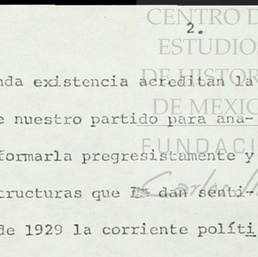 CENTRO D
2.
ESTUDIOS
DE HISTOR
DE MEXIC
FUNDACI
nda existencia acreditan la
e nuestro partido para ana-
formarla pregresistamente y
structuras que dan senti-
de 1929 la corriente políti